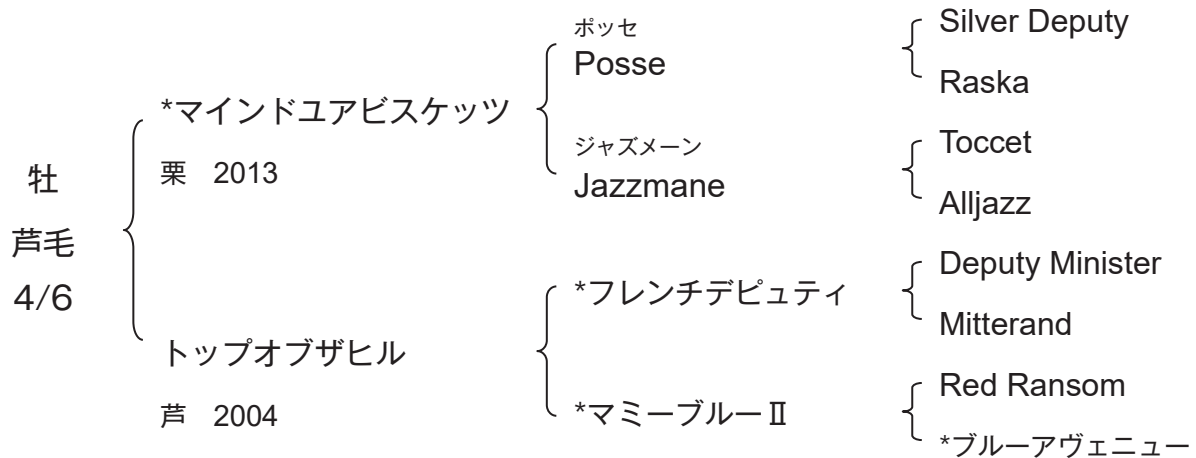 牡
芦毛
4/6
*マインドユアビスケッツ
栗 2013
トップオブザヒル
芦 2004
ポッセ
Posse
ジャズメーン
Jazzmane
*フレンチデピュティ
*マミーブルーⅡ
Silver Deputy
Raska
Toccet
Alljazz
Deputy Minister
Mitterand
Red Ransom
*ブルーアヴェニュー